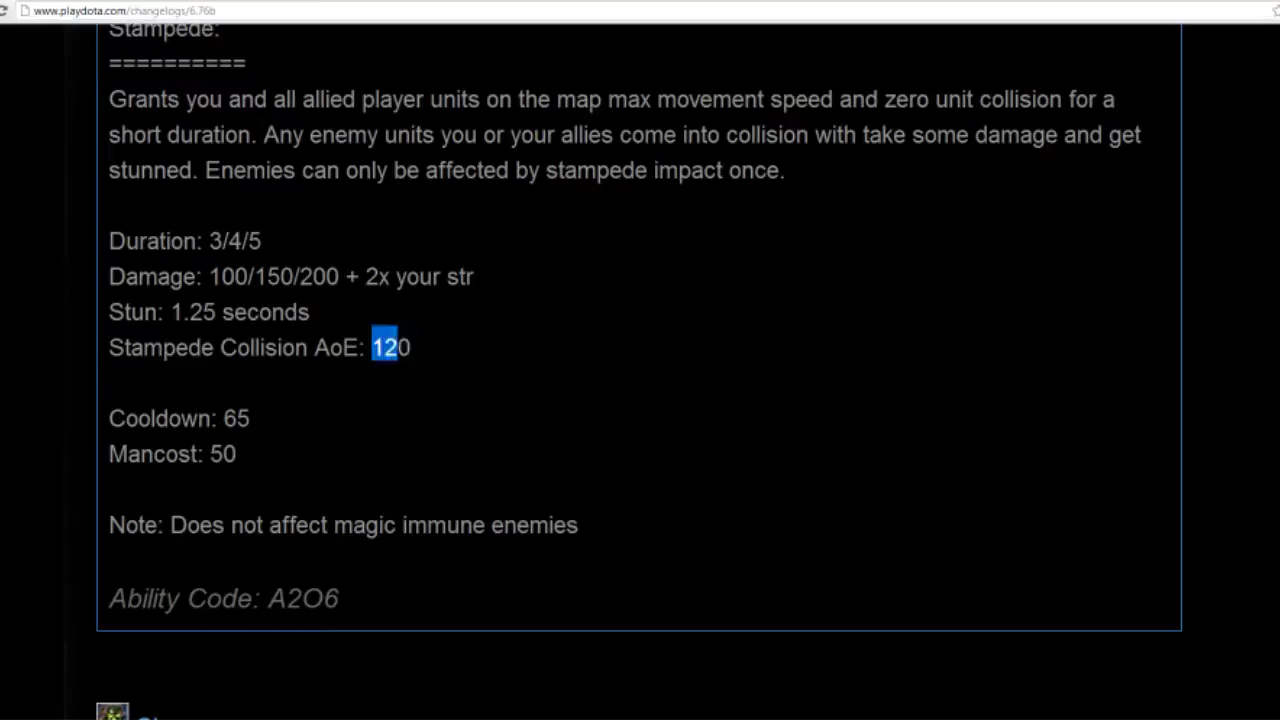 www.playdota.com/changelogs/6.76b
Stampede:
==========
Grants you and all allied player units on the map max movement speed and zero unit collision for a
short duration. Any enemy units you or your allies come into collision with take some damage and get
stunned. Enemies can only be affected by stampede impact once.
Duration: 3/4/5
Damage: 100/150/200 + 2x your str
Stun: 1.25 seconds
Stampede Collision AoE: 120
Cooldown: 65
Mancost: 50
Note: Does not affect magic immune enemies
Ability Code: A2O6